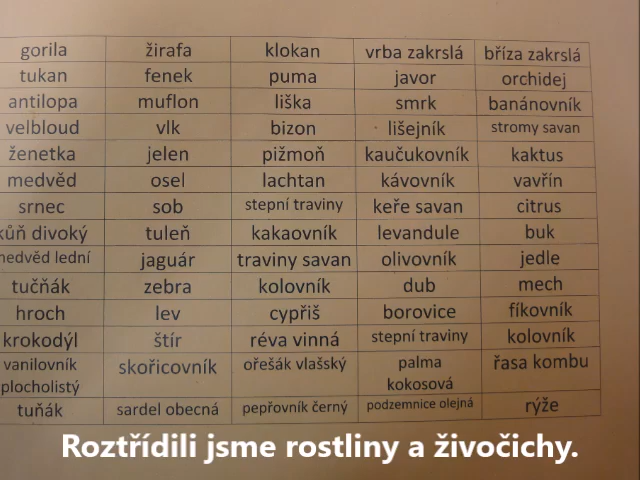 gorila žirafa klokan vrba zakrslá bříza zakrslá
tukan fenek puma javor orchidej
antilopa muflon liška smrk banánovník
velbloud vlk bizon lišejník stromy savan
ženetka jelen pižmoň kaučukovník kaktus
medvěd osel lachtan kávovník vavřín
srnec sob stepní traviny keře savan citrus
kůň divoký tuleň kakaovník levandule buk
medvěd lední jaguár traviny savan olivovník jedle
tučňák zebra kolovník dub mech
hroch lev cypřiš borovice fíkovník
krokodýl štír réva vinná stepní traviny kolovník
vanilovník skořicovník ořešák vlašský palma řasa kombu
plocholistý kokosová
tuňák sardel obecná pepřovník černý podzemnice olejná rýže
Roztřídili jsme rostliny a živočichy.